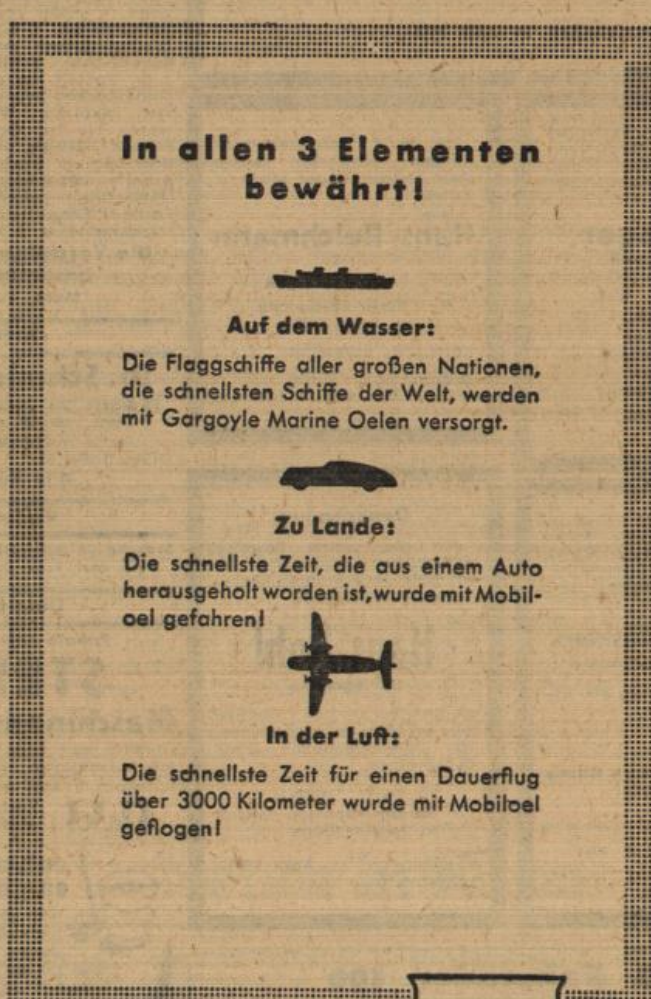 In allen 3 Elementen
bewährt!
Auf dem Wasser:
Die Flaggschiffe aller großen Nationen,
die schnellsten Schiffe der Welt, werden
mit Gargoyle Marine Oelen versorgt.
Zu Lande:
Die schnellste Zeit, die aus einem Auto
herausgeholt worden ist, wurde mit Mobil-
oel gefahren!
In der Luft:
Die schnellste Zeit für einen Dauerflug
über 3000 Kilometer wurde mit Mobiloel
geflogen!